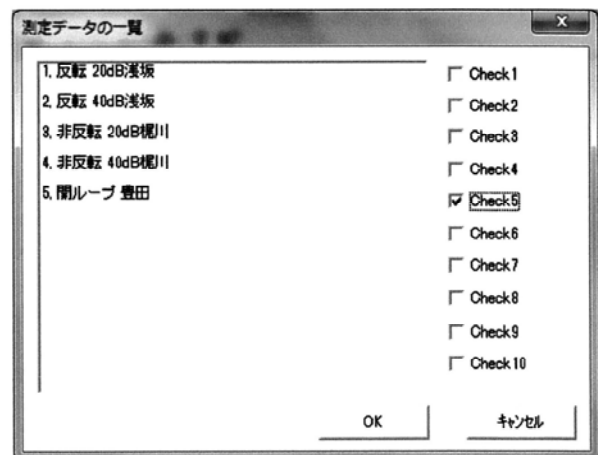 測定データの一覧
1, 反転 20dB浅坂
2, 反転 40dB浅坂
3, 非反転 20dB梶川
4, 非反転 40dB梶川
5, 開ループ 豊田
Check1
Check2
Check3
Check4
Check5
Check6
Check7
Check8
Check9
Check10
OK
キャンセル